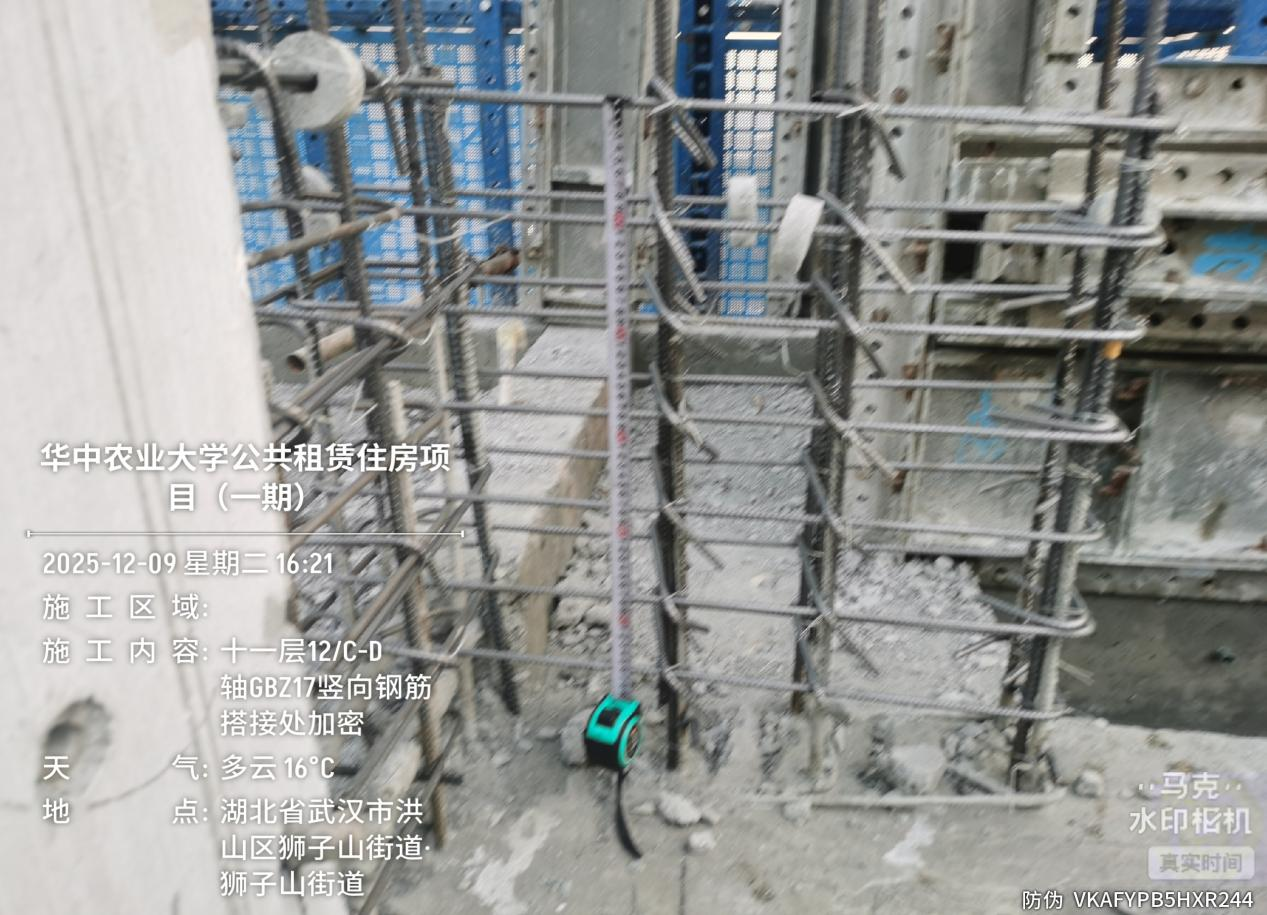 华中农业大学公共租赁住房项
目（一期）
2025-12-09 星期二 16:21
施工区域:
施工内容: 十一层12/C-D
轴GBZ17竖向钢筋
搭接处加密
天气: 多云 16°C
地点: 湖北省武汉市洪
山区狮子山街道·
狮子山街道
马克
水印相机
真实时间
防伪 VKAFYPB5HXR244